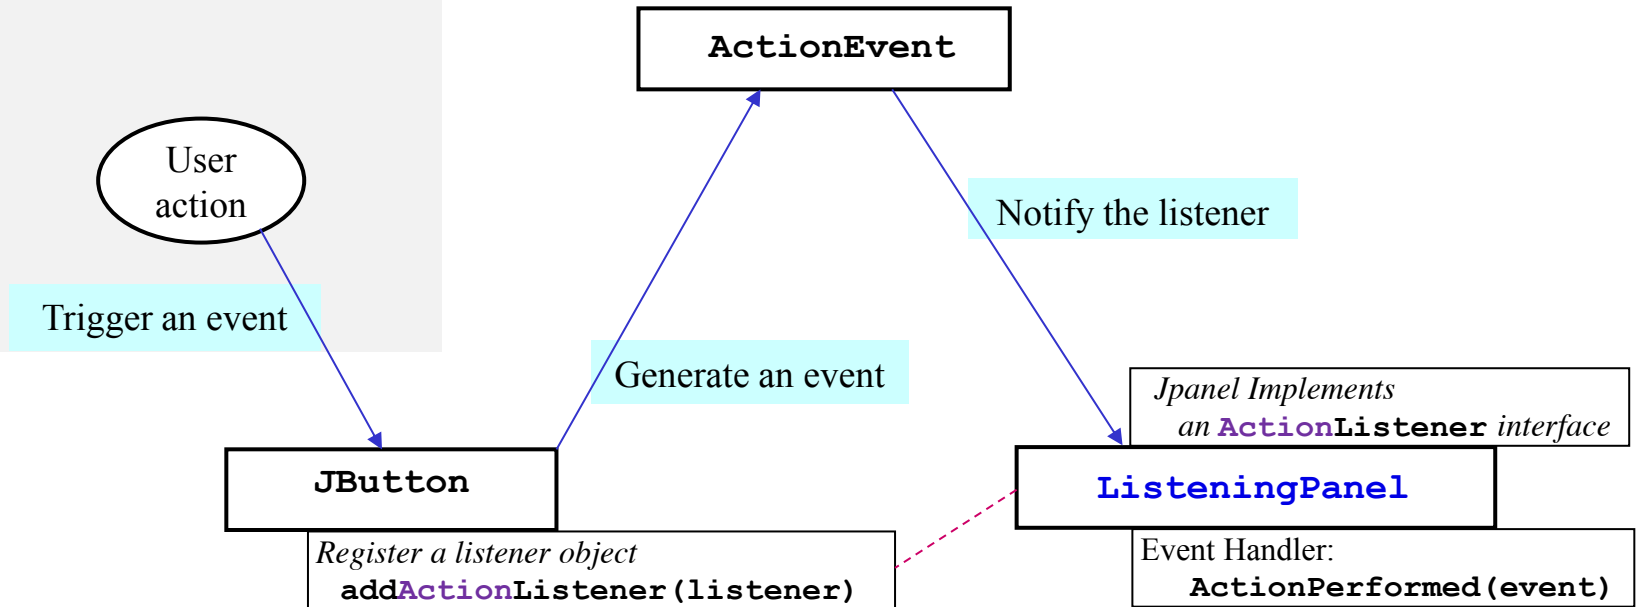 ActionEvent
User
action
Notify the listener
Trigger an event
Generate an event
Jpanel Implements
an ActionListener interface
JButton
ListeningPanel
Register a listener object
addActionListener(listener)
Event Handler:
ActionPerformed(event)